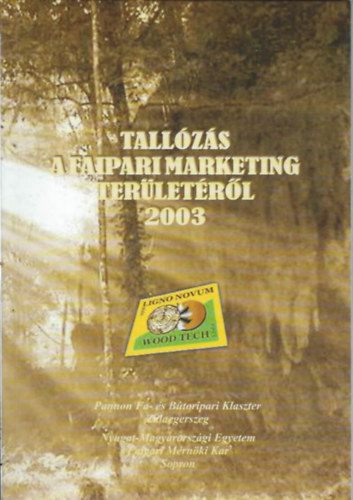 TALLÓZÁS
A FAIPARI MARKETING
TERÜLETÉRŐL
2003
LIGNO NOVUM
WOOD TECH
Pannon Fa- és Bútoripari Klaszter
Zalaegerszeg
Nyugat-Magyarországi Egyetem
Faipari Mérnöki Kar
Sopron